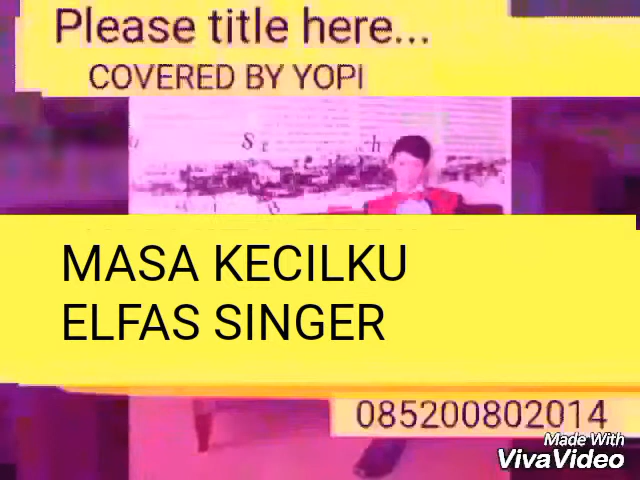 Please title here...
COVERED BY YOPI
MASA KECILKU
ELFAS SINGER
085200802014
Made With
VivaVideo